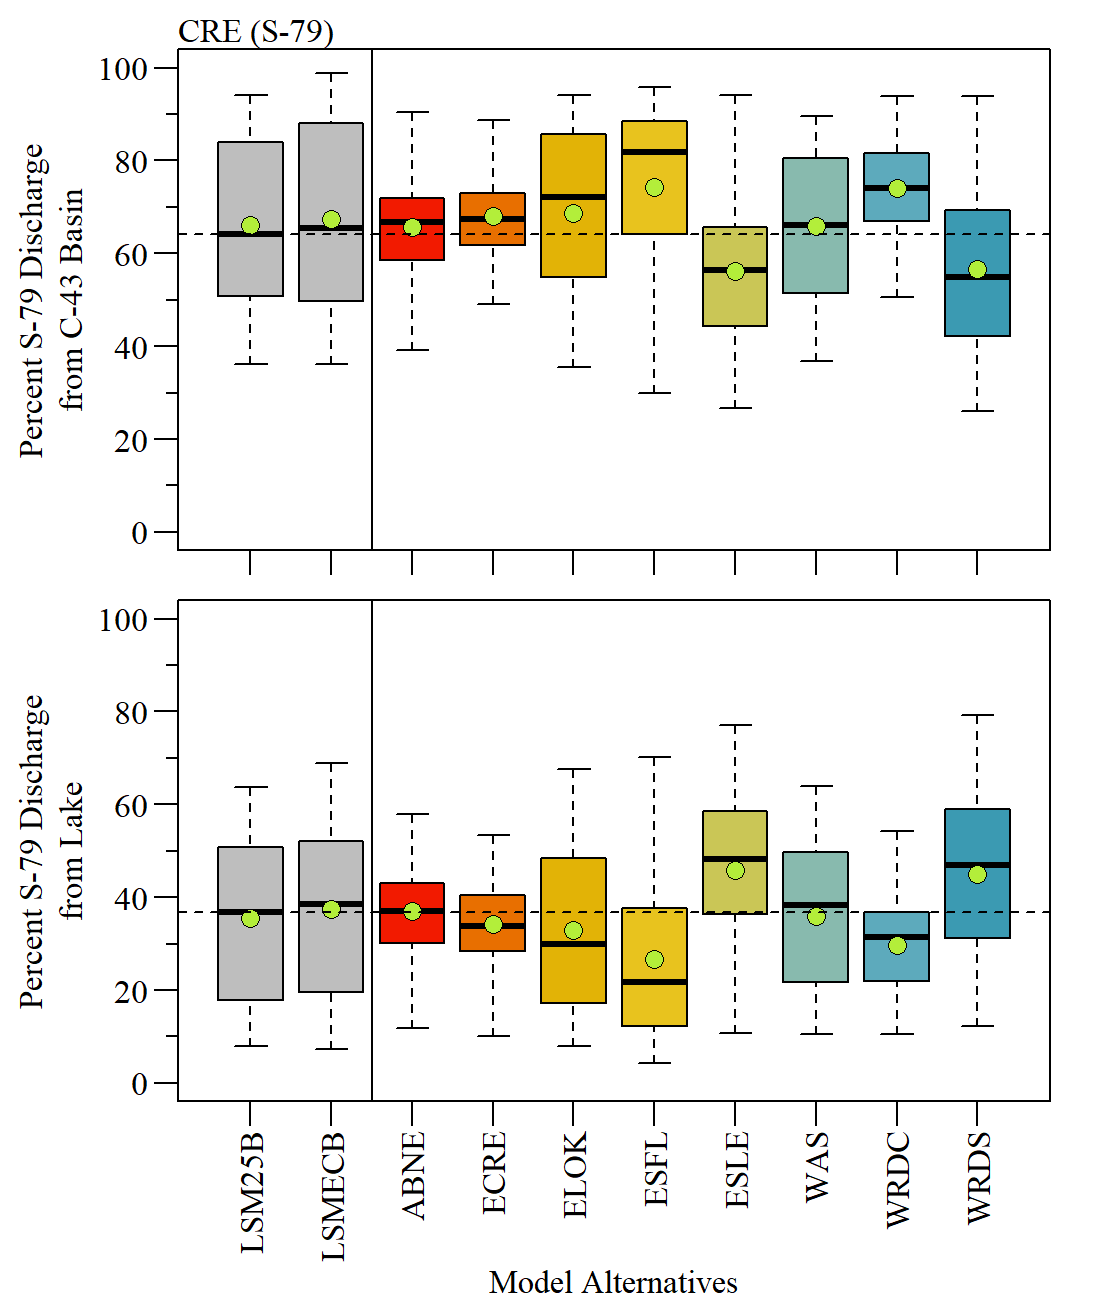 CRE (S-79)
Percent S-79 Discharge
from C-43 Basin
100
80
60
40
20
0
Percent S-79 Discharge
from Lake
100
80
60
40
20
0
LSM25B
LSMECB
ABNE
ECRE
ELOK
ESFL
ESLE
WAS
WRDC
WRDS
Model Alternatives